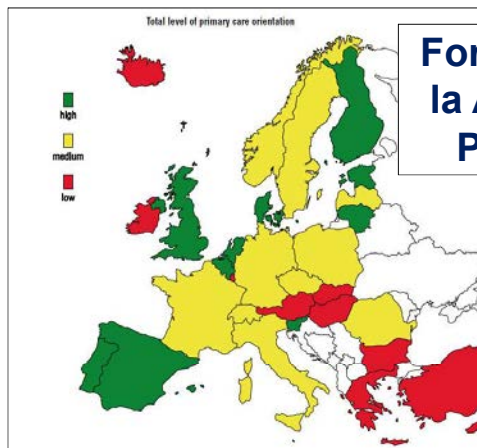 Total level of primary care orientation
high
medium
low
For
la A
P